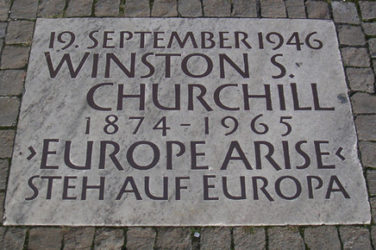 19. SEPTEMBER 1946
WINSTON S.
CHURCHILL
1874-1965
›EUROPE ARISE‹
STEH AUF EUROPA